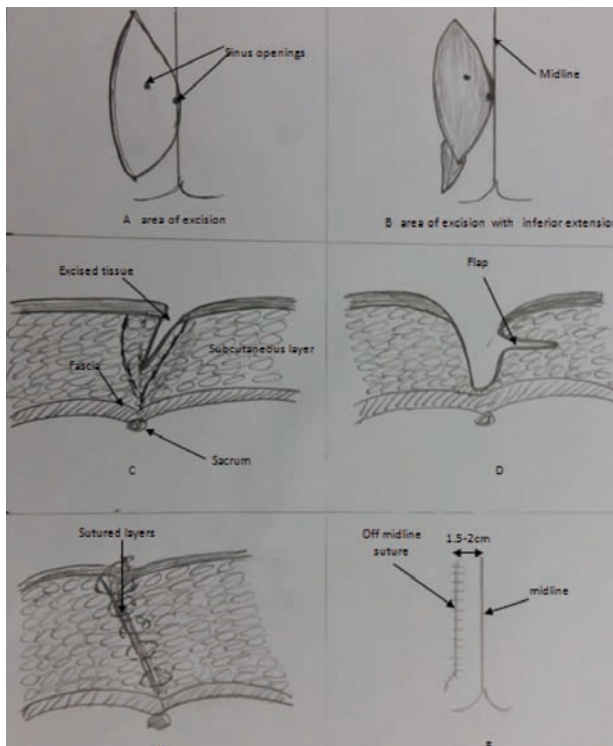 Sinus openings
Midline
A area of excision
B area of excision with inferior extension
Excised tissue
Flap
Subcutaneous layer
Fascia
Sacrum
C
D
Sutured layers
Off midline
suture
1.5-2cm
midline